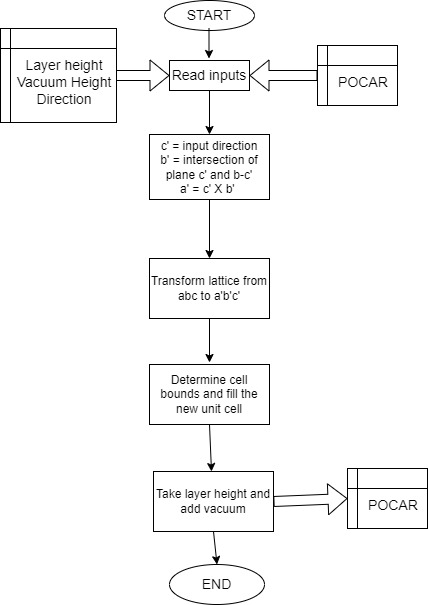 START
Layer height
Vacuum Height
Direction
Read inputs
POCAR
c' = input direction
b' = intersection of
plane c' and b-c'
a' = c' X b'
Transform lattice from
abc to a'b'c'
Determine cell
bounds and fill the
new unit cell
Take layer height and
add vacuum
POCAR
END